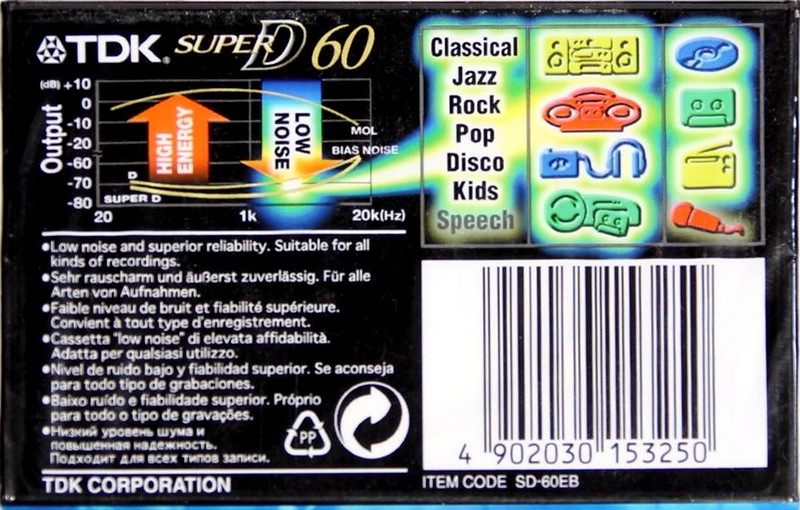 TDK. SUPER D 60
(dB) +10
0
-10
-20
-60
-70
-80
Output
HIGH ENERGY
LOW NOISE
MOL
BIAS NOISE
D
SUPER D
20 1k 20k(Hz)
Classical
Jazz
Rock
Pop
Disco
Kids
Speech
•Low noise and superior reliability. Suitable for all
kinds of recordings.
•Sehr rauscharm und äußerst zuverlässig. Für alle
Arten von Aufnahmen.
•Faible niveau de bruit et fiabilité supérieure.
Convient à tout type d'enregistrement.
•Cassetta "low noise" di elevata affidabilità.
Adatta per qualsiasi utilizzo.
•Nivel de ruido bajo y fiabilidad superior. Se aconseja
para todo tipo de grabaciones.
•Baixo ruído e fiabilidade superior. Próprio
para todo o tipo de gravações.
•Низкий уровень шума и
повышенная надежность.
Подходит для всех типов записи.
PP
TDK CORPORATION
4 902030 153250
ITEM CODE SD-60EB